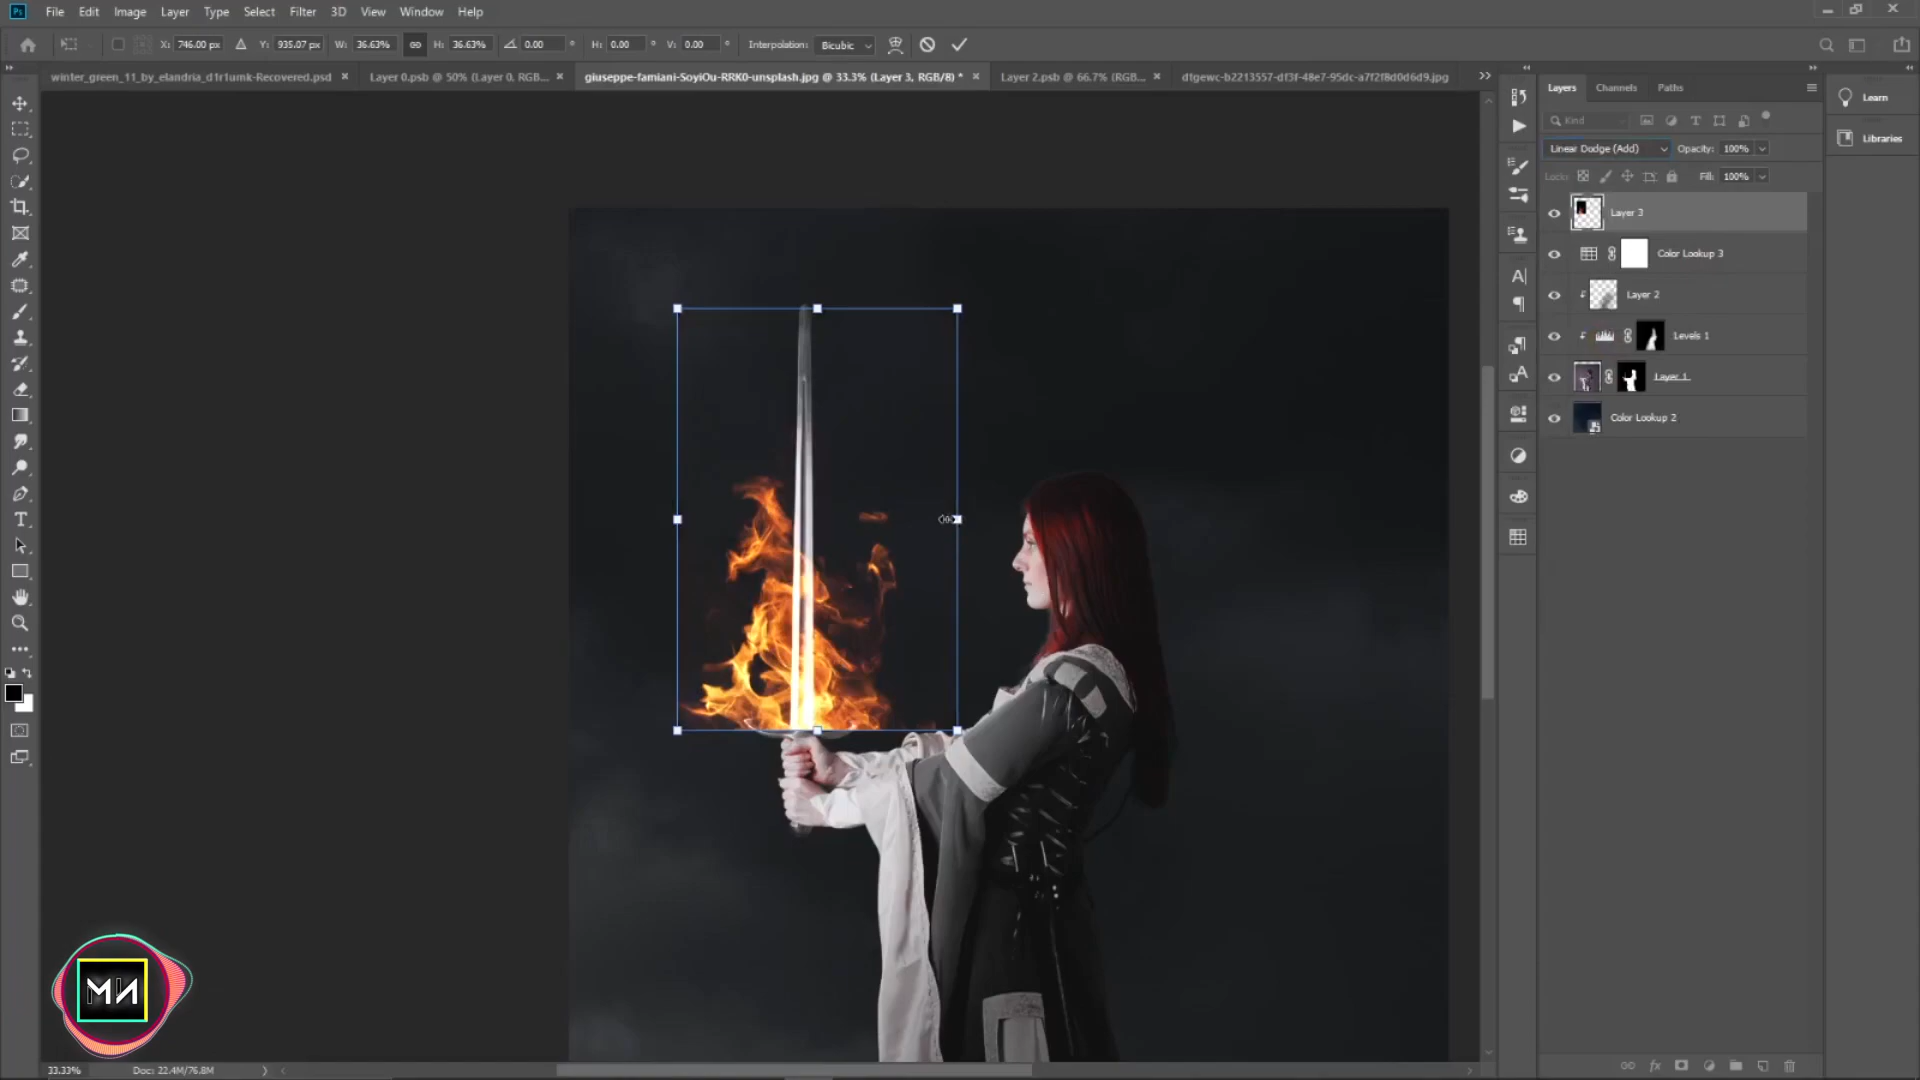 Ps File Edit Image Layer Type Select Filter 3D View Window Help
X: 746.00 px Y: 935.07 px W: 36.63% H: 36.63% 0.00 ° H: 0.00 ° V: 0.00 ° Interpolation: Bicubic
winter_green_11_by_elandria_d1r1umk-Recovered.psd × Layer 0.psb @ 50% (Layer 0, RGB... × giuseppe-famiani-SoyiOu-RRK0-unsplash.jpg @ 33.3% (Layer 3, RGB/8) * × Layer 2.psb @ 66.7% (RGB... × dtgewc-b2213557-df3f-48e7-95dc-a7f2f8d0d6d9.jpg
Layers Channels Paths
Learn
Kind
Libraries
Linear Dodge (Add) Opacity: 100%
Lock: Fill: 100%
Layer 3
Color Lookup 3
Layer 2
Levels 1
Layer 1
Color Lookup 2
MN
33.33% Doc: 22.4M/76.8M